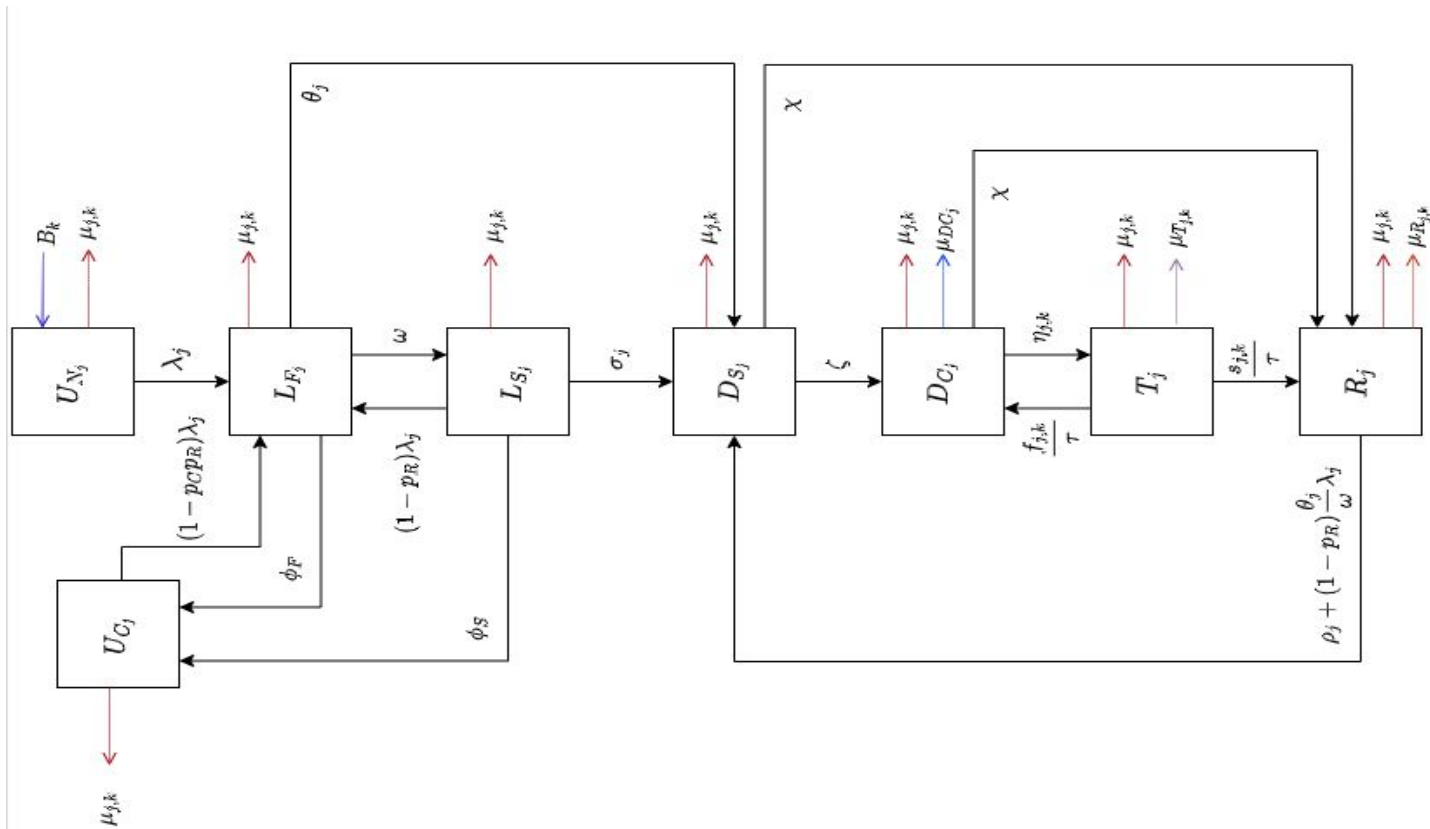 B_k
μ_{j,k}
U_{N_j}
λ_j
μ_{j,k}
L_{F_j}
θ_j
ω
(1 − p_R)λ_j
μ_{j,k}
L_{S_j}
σ_j
(1 − p_C p_R)λ_j
ϕ_F
ϕ_S
U_{C_j}
μ_{j,k}
μ_{j,k}
D_{S_j}
χ
ζ
μ_{j,k}
μ_{DC_j}
D_{C_j}
χ
η_{j,k}
f_{j,k}/τ
μ_{j,k}
μ_{T_{j,k}}
T_j
s_{j,k}/τ
μ_{j,k}
μ_{R_{j,k}}
R_j
ρ_j + (1 − p_R) θ_j/ω λ_j